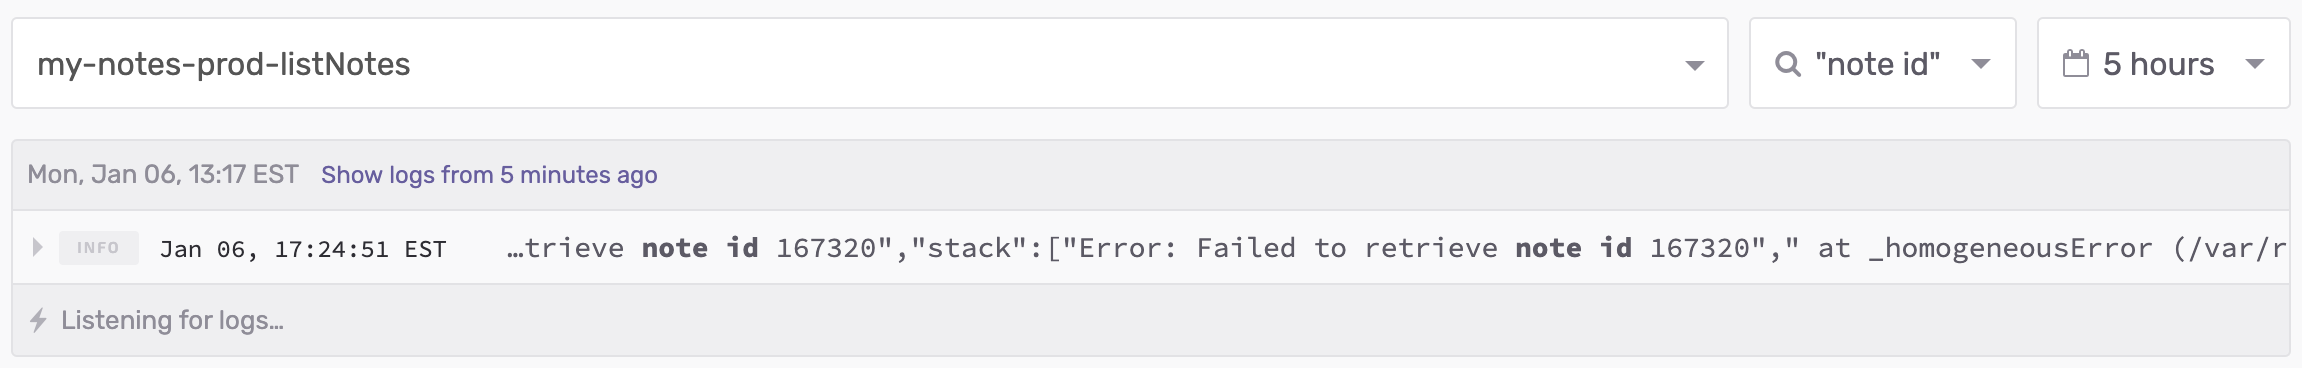 my-notes-prod-listNotes "note id" 5 hours
Mon, Jan 06, 13:17 EST Show logs from 5 minutes ago
INFO Jan 06, 17:24:51 EST …trieve note id 167320","stack":["Error: Failed to retrieve note id 167320"," at _homogeneousError (/var/r
Listening for logs…